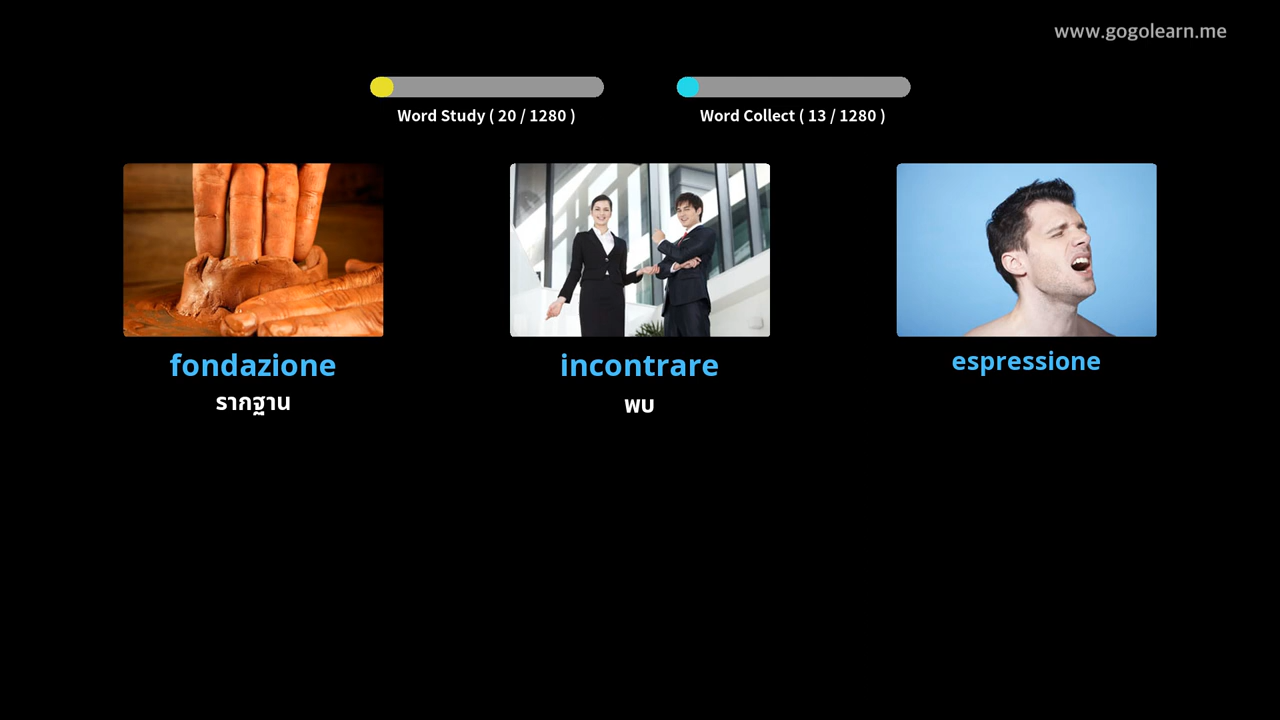 www.gogolearn.me
Word Study ( 20 / 1280 )
Word Collect ( 13 / 1280 )
fondazione
incontrare
espressione
รากฐาน
พบ